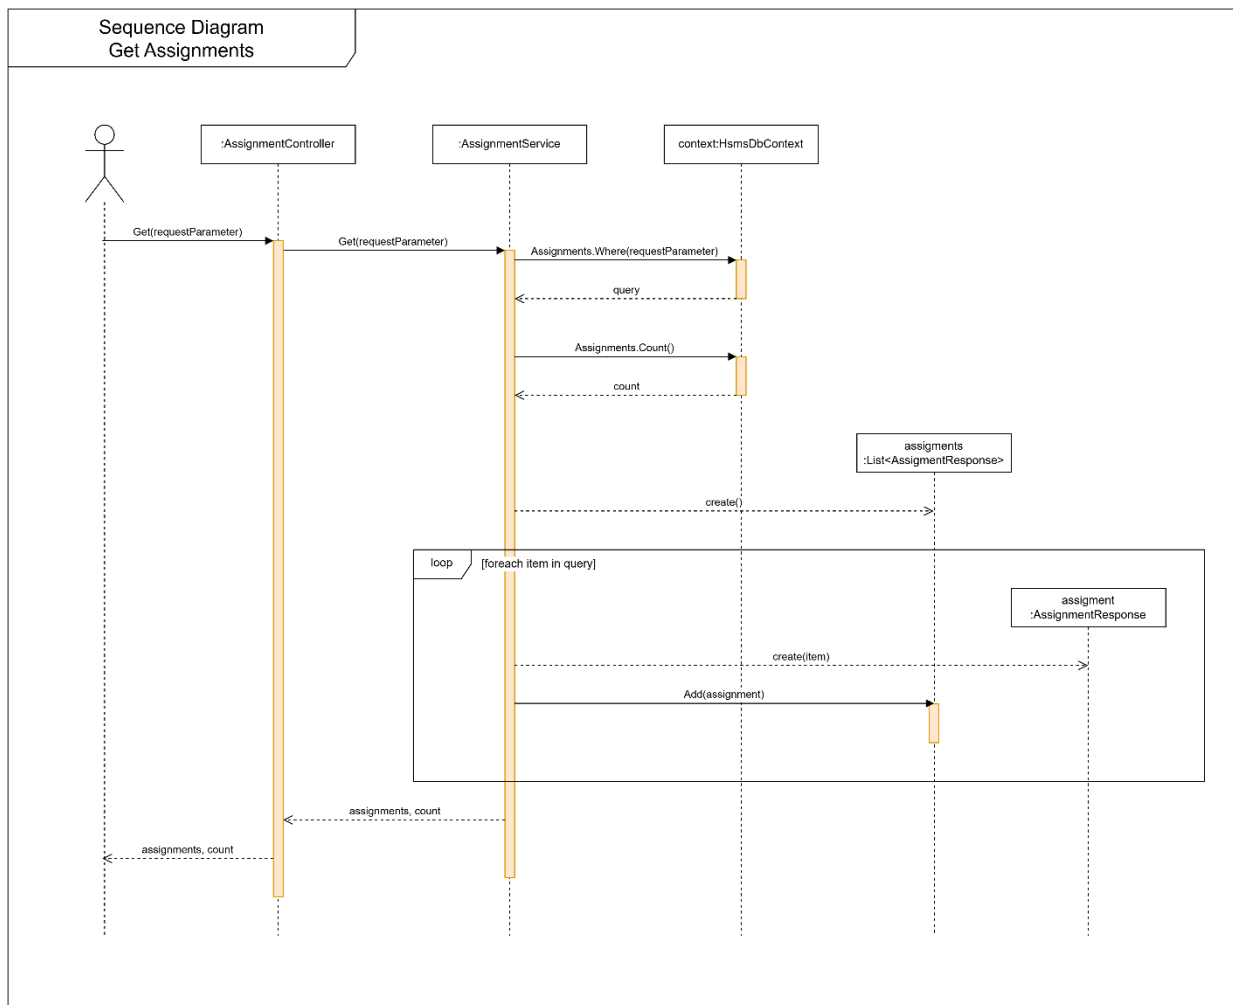 Sequence Diagram
Get Assignments
:AssignmentController
:AssignmentService
context:HsmsDbContext
Get(requestParameter)
Get(requestParameter)
Assignments.Where(requestParameter)
query
Assignments.Count()
count
assigments
:List<AssigmentResponse>
create()
loop
[foreach item in query]
assigment
:AssignmentResponse
create(item)
Add(assignment)
assignments, count
assignments, count